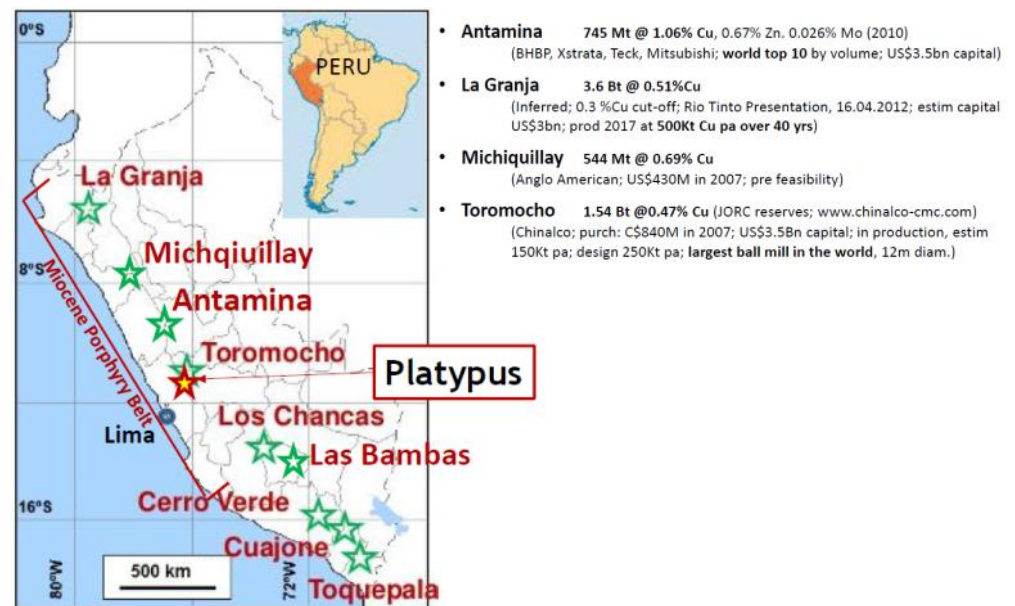 0°S
8°S
16°S
80°W
72°W
PERU
La Granja
Michqiuillay
Antamina
Toromocho
Platypus
Miocene Porphyry Belt
Lima
Los Chancas
Las Bambas
Cerro Verde
Cuajone
Toquepala
500 km
• Antamina 745 Mt @ 1.06% Cu, 0.67% Zn. 0.026% Mo (2010)
(BHBP, Xstrata, Teck, Mitsubishi; world top 10 by volume; US$3.5bn capital)
• La Granja 3.6 Bt @ 0.51%Cu
(Inferred; 0.3 %Cu cut-off; Rio Tinto Presentation, 16.04.2012; estim capital
US$3bn; prod 2017 at 500Kt Cu pa over 40 yrs)
• Michiquillay 544 Mt @ 0.69% Cu
(Anglo American; US$430M in 2007; pre feasibility)
• Toromocho 1.54 Bt @0.47% Cu (JORC reserves; www.chinalco-cmc.com)
(Chinalco; purch: C$840M in 2007; US$3.5Bn capital; in production, estim
150Kt pa; design 250Kt pa; largest ball mill in the world, 12m diam.)